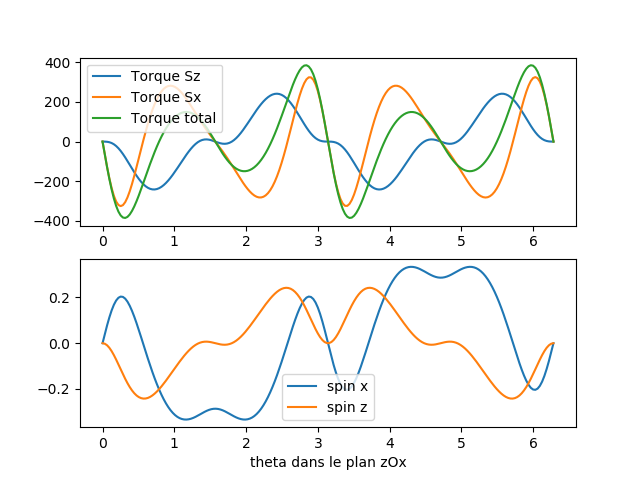 400
200
0
−200
−400
Torque Sz
Torque Sx
Torque total
0 1 2 3 4 5 6
0.2
0.0
−0.2
spin x
spin z
0 1 2 3 4 5 6
theta dans le plan zOx